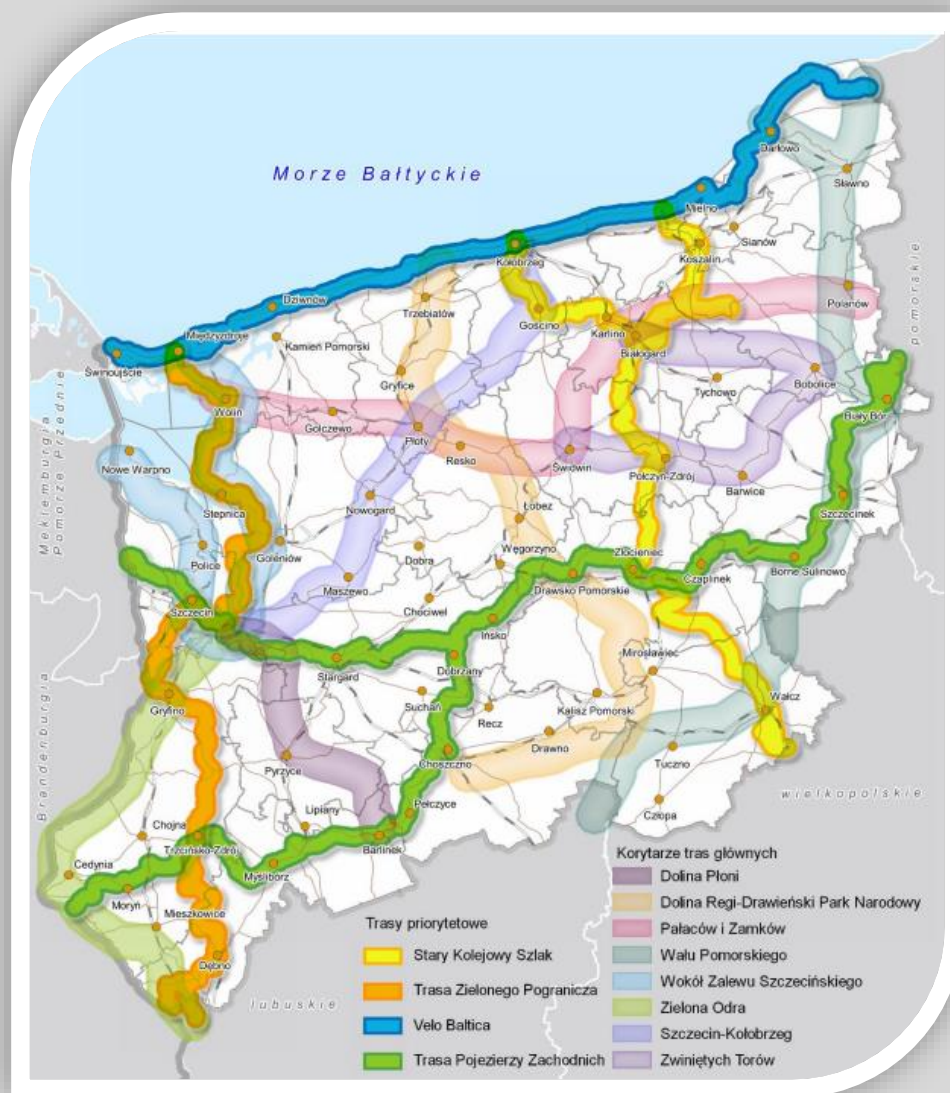 Morze Bałtyckie
Darłowo
Sławno
Mielno
Sianów
Koszalin
Kołobrzeg
pomorskie
Dziwnów
Trzebiatów
Gościno
Karlino
Polanów
Międzyzdroje
Kamień Pomorski
Białogard
Świnoujście
Gryfice
Tychowo
Bobolice
Wolin
Golczewo
Biały Bór
Płoty
Resko
Świdwin
Połczyn-Zdrój
Barwice
Meklemburgia
Pomorze Przednie
Nowe Warpno
Stepnica
Nowogard
Łobez
Szczecinek
Police
Goleniów
Dobra
Węgorzyno
Złocieniec
Czaplinek
Borne Sulinowo
Maszewo
Drawsko Pomorskie
Szczecin
Chociwel
Ińsko
Stargard
Dobrzany
Mirosławiec
Suchań
Recz
Kalisz Pomorski
Wałcz
Gryfino
Drawno
Tuczno
Brandenburgia
Pyrzyce
Choszczno
wielkopolskie
Człopa
Lipiany
Pełczyce
Chojna
Trzcińsko-Zdrój
Barlinek
Cedynia
Myślibórz
Moryń
Mieszkowice
Dębno
lubuskie
Trasy priorytetowe
Stary Kolejowy Szlak
Trasa Zielonego Pogranicza
Velo Baltica
Trasa Pojezierzy Zachodnich
Korytarze tras głównych
Dolina Płoni
Dolina Regi-Drawieński Park Narodowy
Pałaców i Zamków
Wału Pomorskiego
Wokół Zalewu Szczecińskiego
Zielona Odra
Szczecin-Kołobrzeg
Zwiniętych Torów